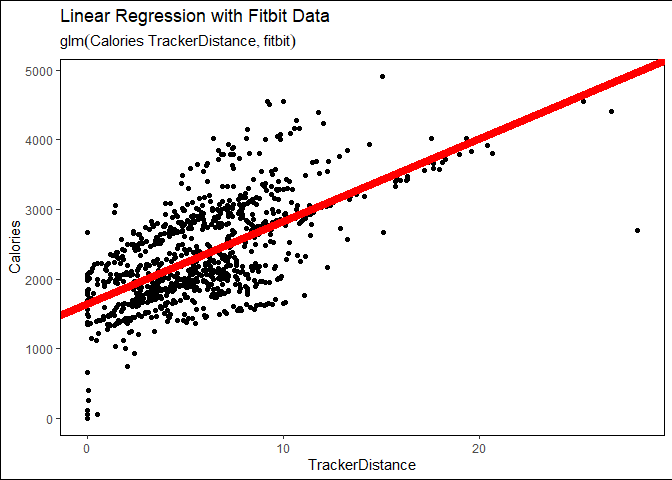 Linear Regression with Fitbit Data
glm(Calories TrackerDistance, fitbit)
5000
4000
3000
2000
1000
0
Calories
0 10 20
TrackerDistance